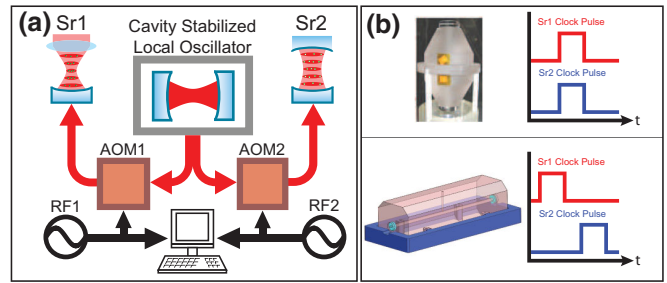 (a)
Sr1
Cavity Stabilized
Local Oscillator
Sr2
AOM1
AOM2
RF1
RF2
(b)
Sr1 Clock Pulse
Sr2 Clock Pulse
t
Sr1 Clock Pulse
Sr2 Clock Pulse
t